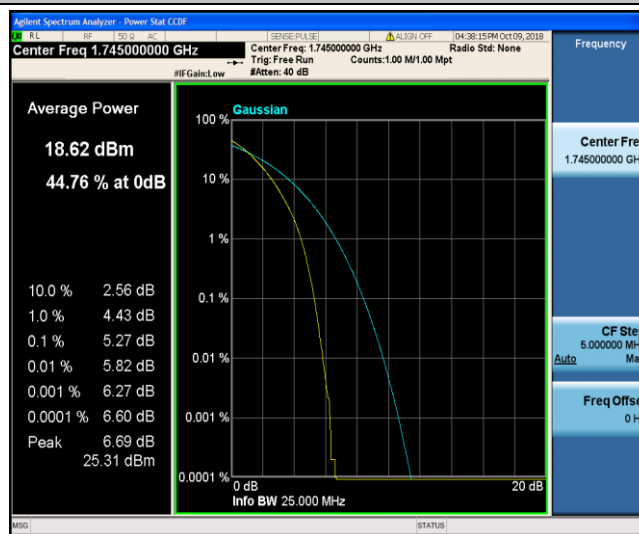 Agilent Spectrum Analyzer - Power Stat CCDF
RL RF 50 Ω AC SENSE:PULSE ALIGN OFF 04:38:15PM Oct 09, 2018
Center Freq 1.745000000 GHz
Center Freq: 1.745000000 GHz Radio Std: None
Trig: Free Run Counts:1.00 M/1.00 Mpt
#IFGain:Low #Atten: 40 dB
Frequency
Average Power
18.62 dBm
44.76 % at 0dB
10.0 % 2.56 dB
1.0 % 4.43 dB
0.1 % 5.27 dB
0.01 % 5.82 dB
0.001 % 6.27 dB
0.0001 % 6.60 dB
Peak 6.69 dB
25.31 dBm
Gaussian
100 %
10 %
1 %
0.1 %
0.01 %
0.001 %
0.0001 %
0 dB 20 dB
Info BW 25.000 MHz
Center Fre
1.745000000 GH
CF Ste
5.000000 MH
Auto Ma
Freq Offse
0 H
MSG STATUS